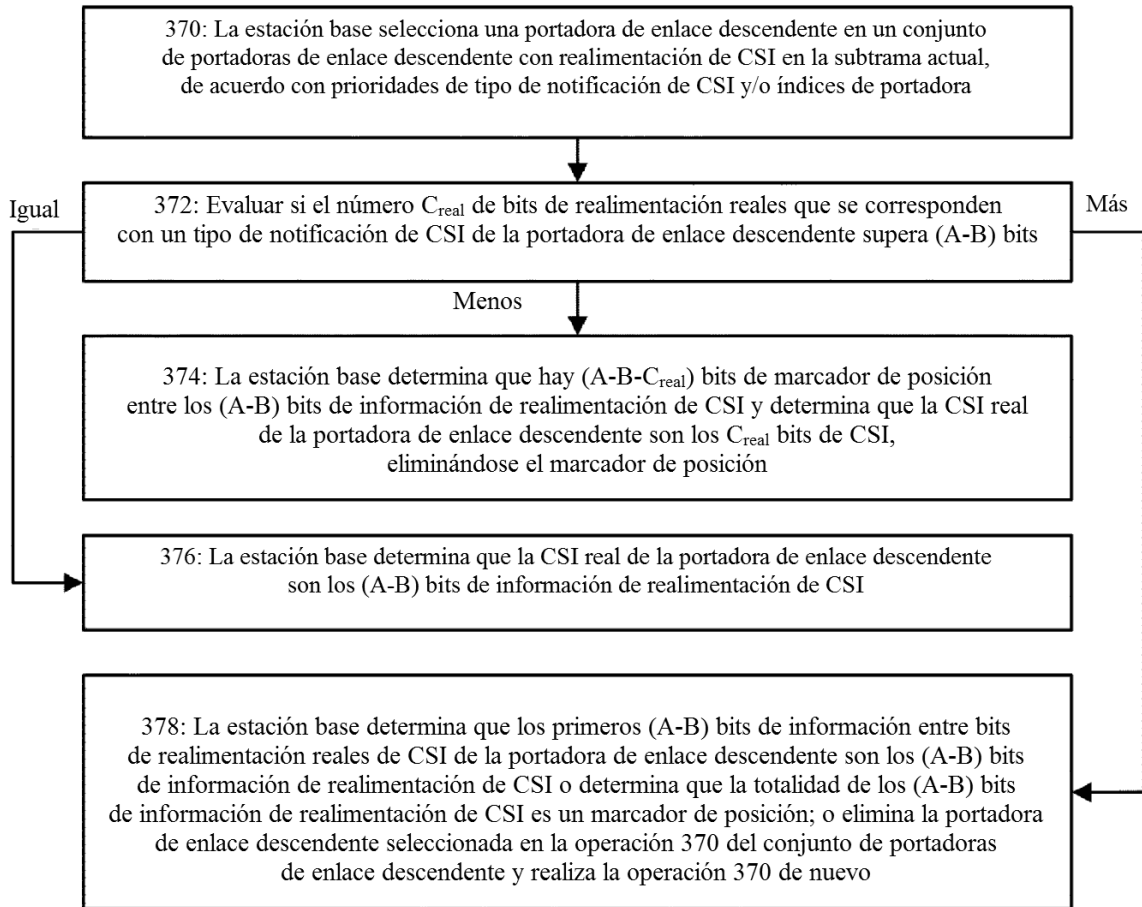 370: La estación base selecciona una portadora de enlace descendente en un conjunto
de portadoras de enlace descendente con realimentación de CSI en la subtrama actual,
de acuerdo con prioridades de tipo de notificación de CSI y/o índices de portadora
Igual
372: Evaluar si el número Creal de bits de realimentación reales que se corresponden
con un tipo de notificación de CSI de la portadora de enlace descendente supera (A-B) bits
Más
Menos
374: La estación base determina que hay (A-B-Creal) bits de marcador de posición
entre los (A-B) bits de información de realimentación de CSI y determina que la CSI real
de la portadora de enlace descendente son los Creal bits de CSI,
eliminándose el marcador de posición
376: La estación base determina que la CSI real de la portadora de enlace descendente
son los (A-B) bits de información de realimentación de CSI
378: La estación base determina que los primeros (A-B) bits de información entre bits
de realimentación reales de CSI de la portadora de enlace descendente son los (A-B) bits
de información de realimentación de CSI o determina que la totalidad de los (A-B) bits
de información de realimentación de CSI es un marcador de posición; o elimina la portadora
de enlace descendente seleccionada en la operación 370 del conjunto de portadoras
de enlace descendente y realiza la operación 370 de nuevo